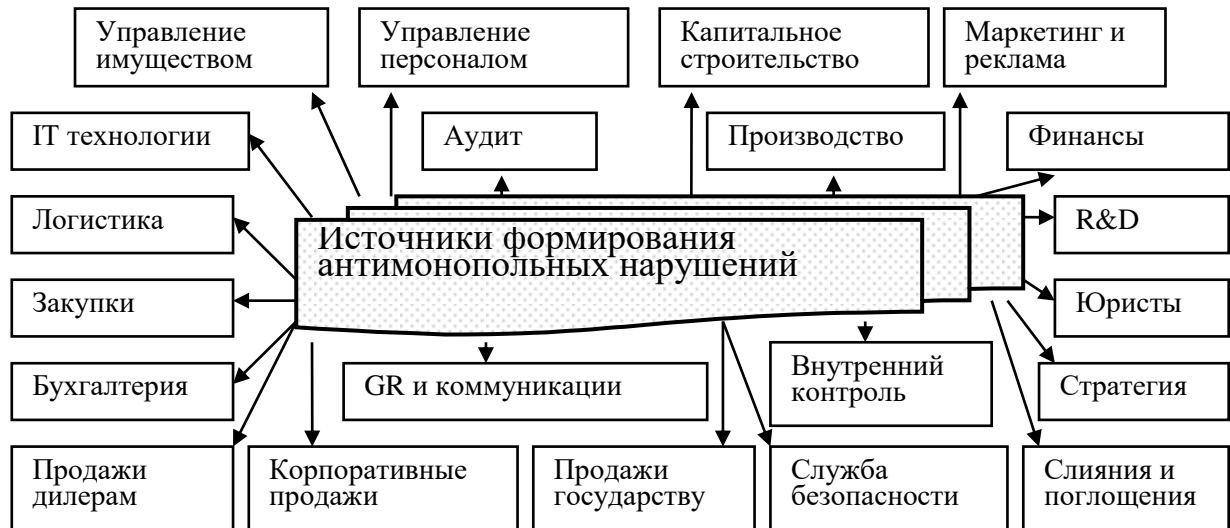 Управление
имуществом
Управление
персоналом
Капитальное
строительство
Маркетинг и
реклама
IT технологии
Аудит
Производство
Финансы
Логистика
R&D
Источники формирования
антимонопольных нарушений
Закупки
Юристы
Бухгалтерия
GR и коммуникации
Внутренний
контроль
Стратегия
Продажи
дилерам
Корпоративные
продажи
Продажи
государству
Служба
безопасности
Слияния и
поглощения